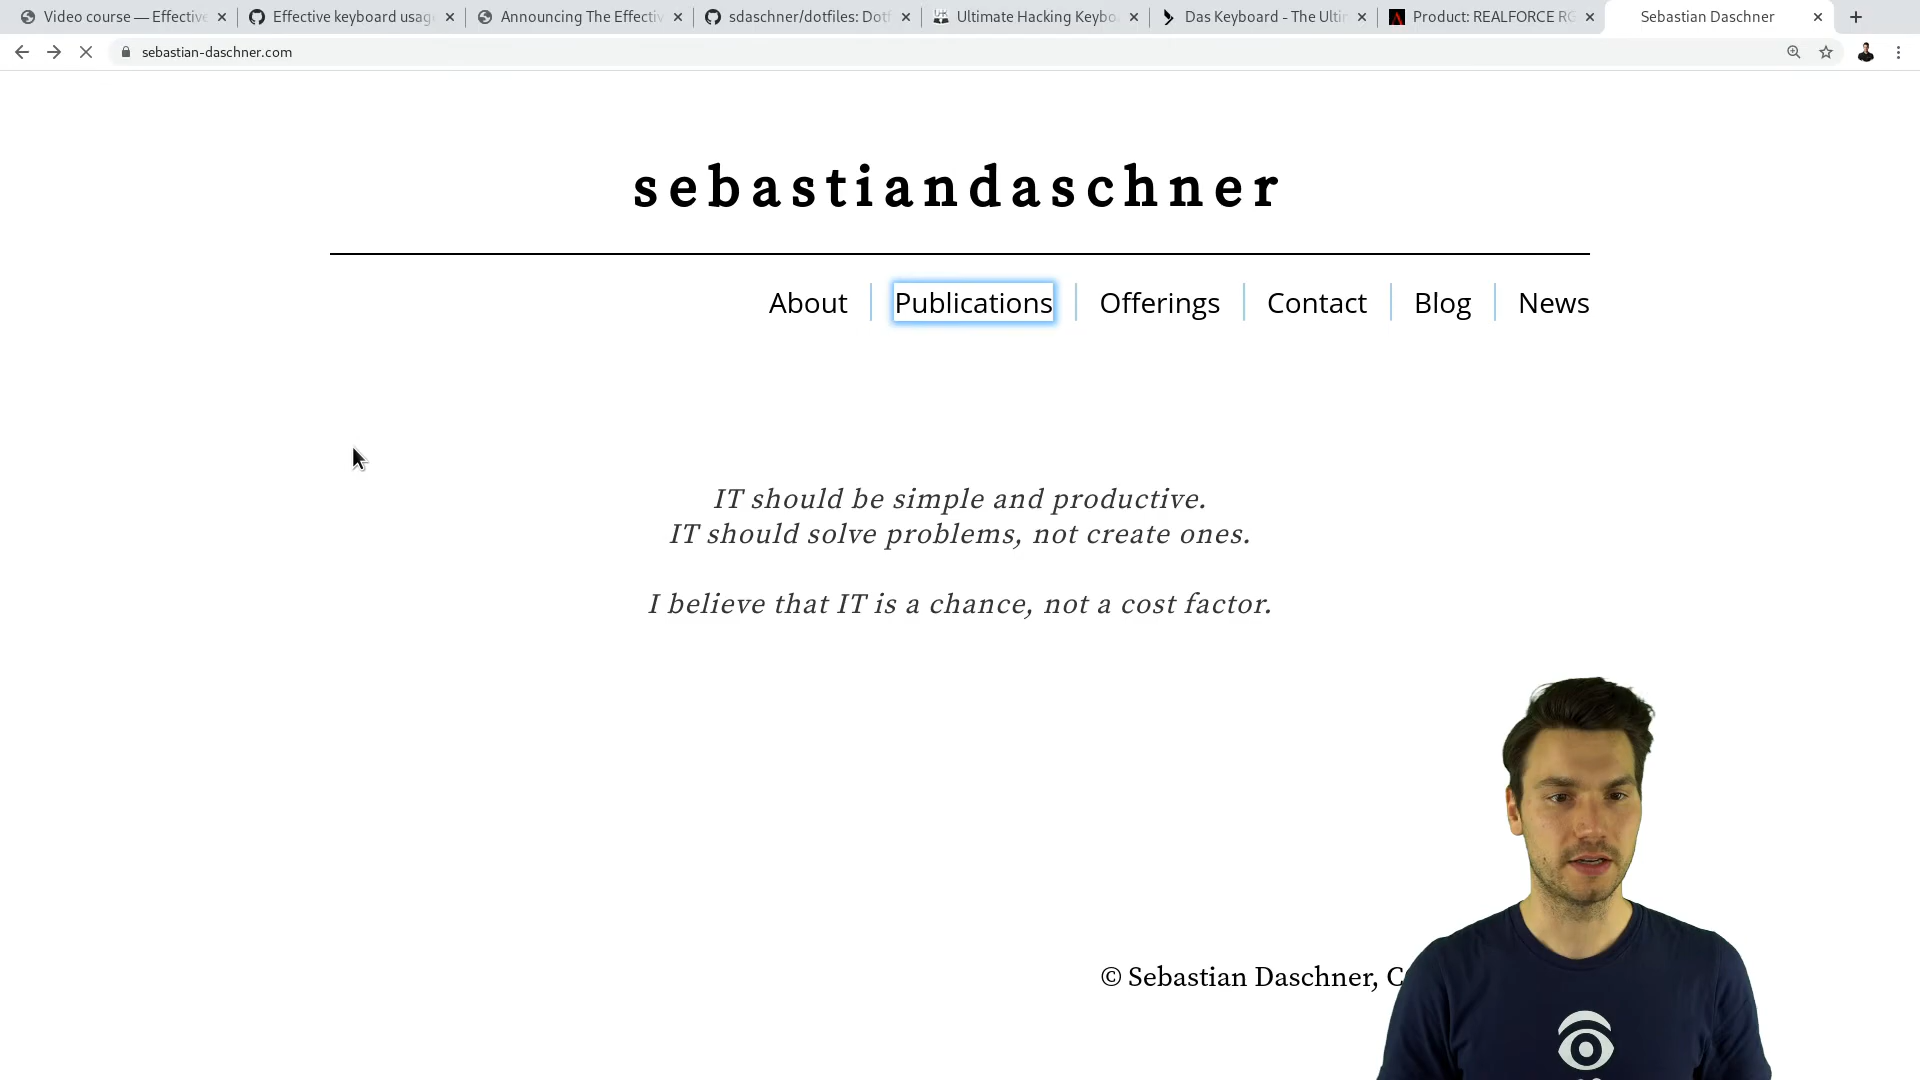 Video course — Effective
Effective keyboard usag
Announcing The Effectiv
sdaschner/dotfiles: Dotf
Ultimate Hacking Keybo
Das Keyboard - The Ultim
Product: REALFORCE RG
Sebastian Daschner
sebastian-daschner.com
sebastiandaschner
About
Publications
Offerings
Contact
Blog
News
IT should be simple and productive.
IT should solve problems, not create ones.
I believe that IT is a chance, not a cost factor.
© Sebastian Daschner, C